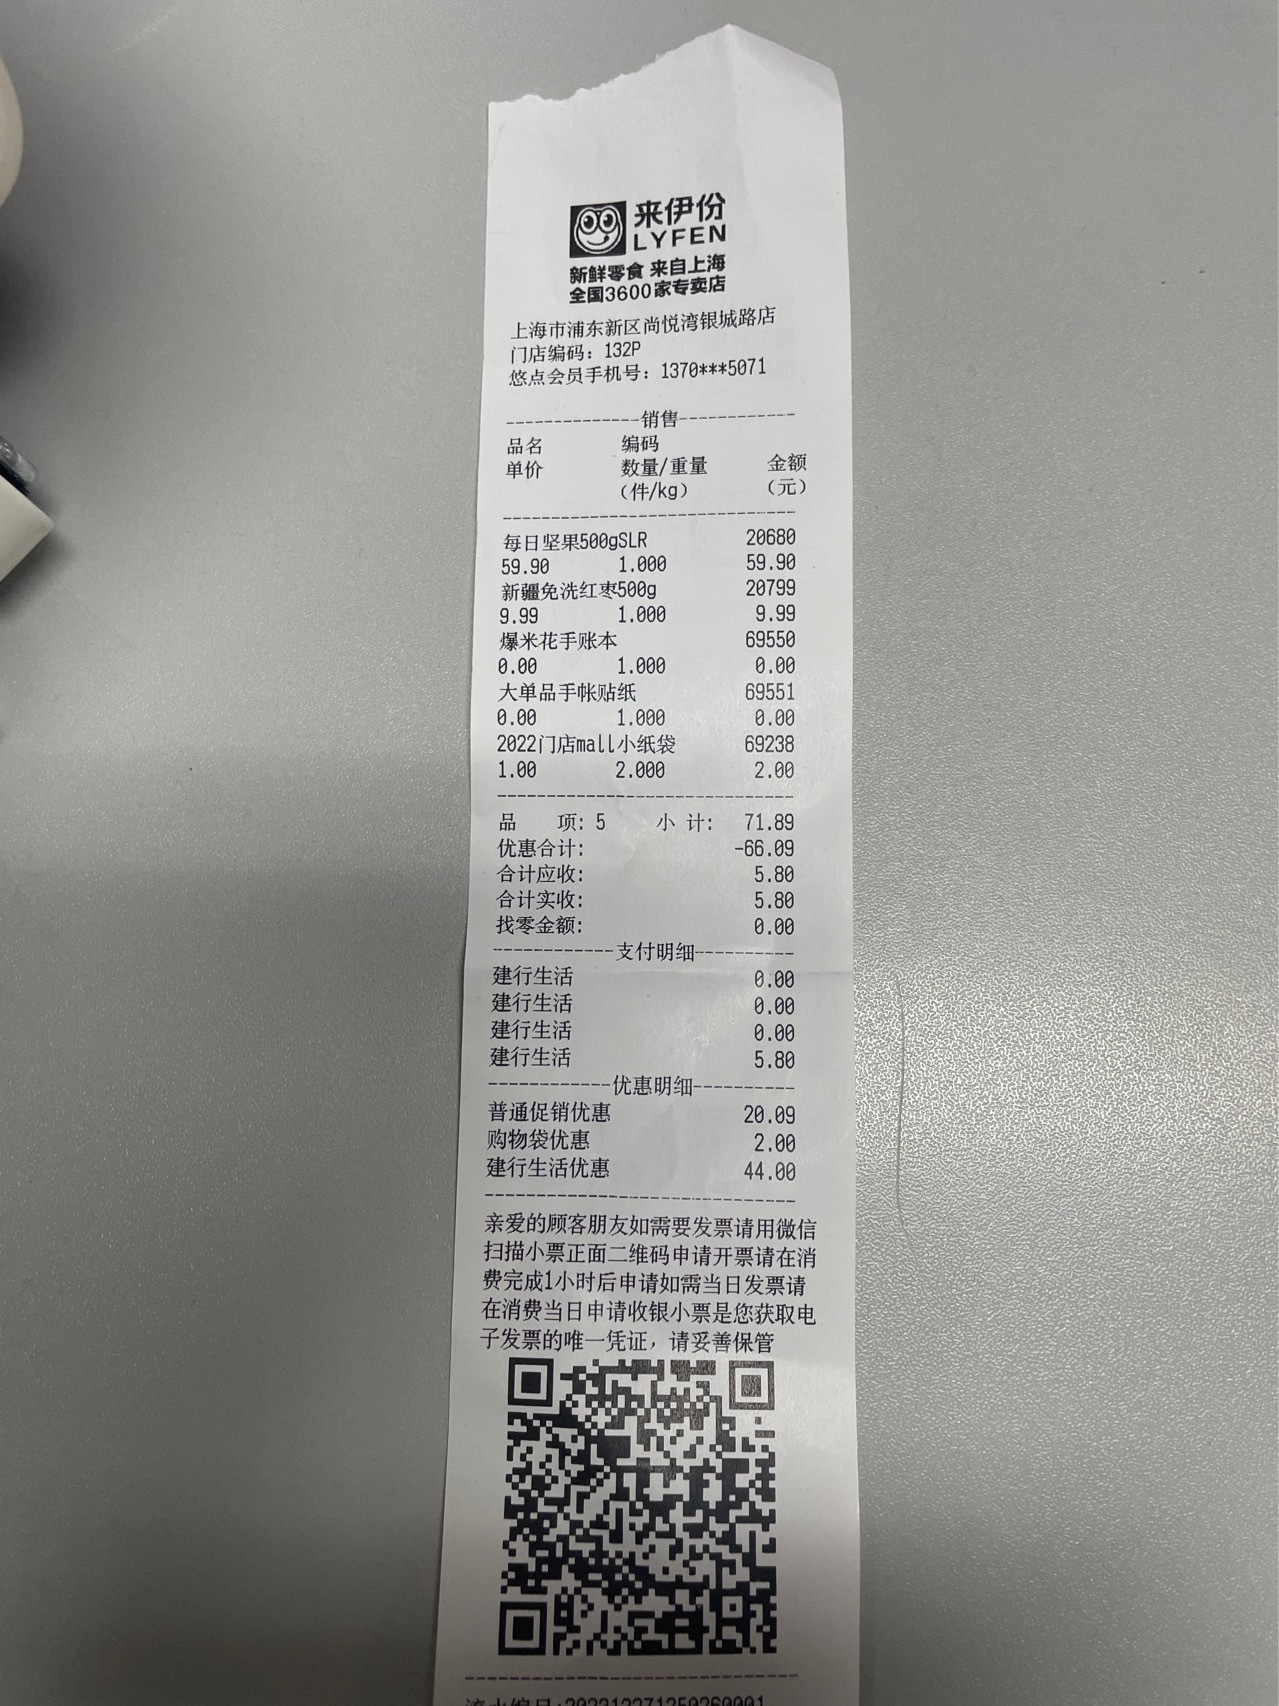 来伊份
LYFEN
新鲜零食 来自上海
全国3600家专卖店
上海市浦东新区尚悦湾银城路店
门店编码：132P
悠点会员手机号：1370***5071
--------------销售------------
品名 编码
单价 数量/重量 金额
（件/kg） （元）
------------------------------
每日坚果500gSLR 20680
59.90 1.000 59.90
新疆免洗红枣500g 20799
9.99 1.000 9.99
爆米花手账本 69550
0.00 1.000 0.00
大单品手帐贴纸 69551
0.00 1.000 0.00
2022门店mall小纸袋 69238
1.00 2.000 2.00
------------------------------
品 项: 5 小 计: 71.89
优惠合计: -66.09
合计应收: 5.80
合计实收: 5.80
找零金额: 0.00
------------支付明细----------
建行生活 0.00
建行生活 0.00
建行生活 0.00
建行生活 5.80
------------优惠明细----------
普通促销优惠 20.09
购物袋优惠 2.00
建行生活优惠 44.00
------------------------------
亲爱的顾客朋友如需要发票请用微信
扫描小票正面二维码申请开票请在消
费完成1小时后申请如需当日发票请
在消费当日申请收银小票是您获取电
子发票的唯一凭证，请妥善保管
------------------------------